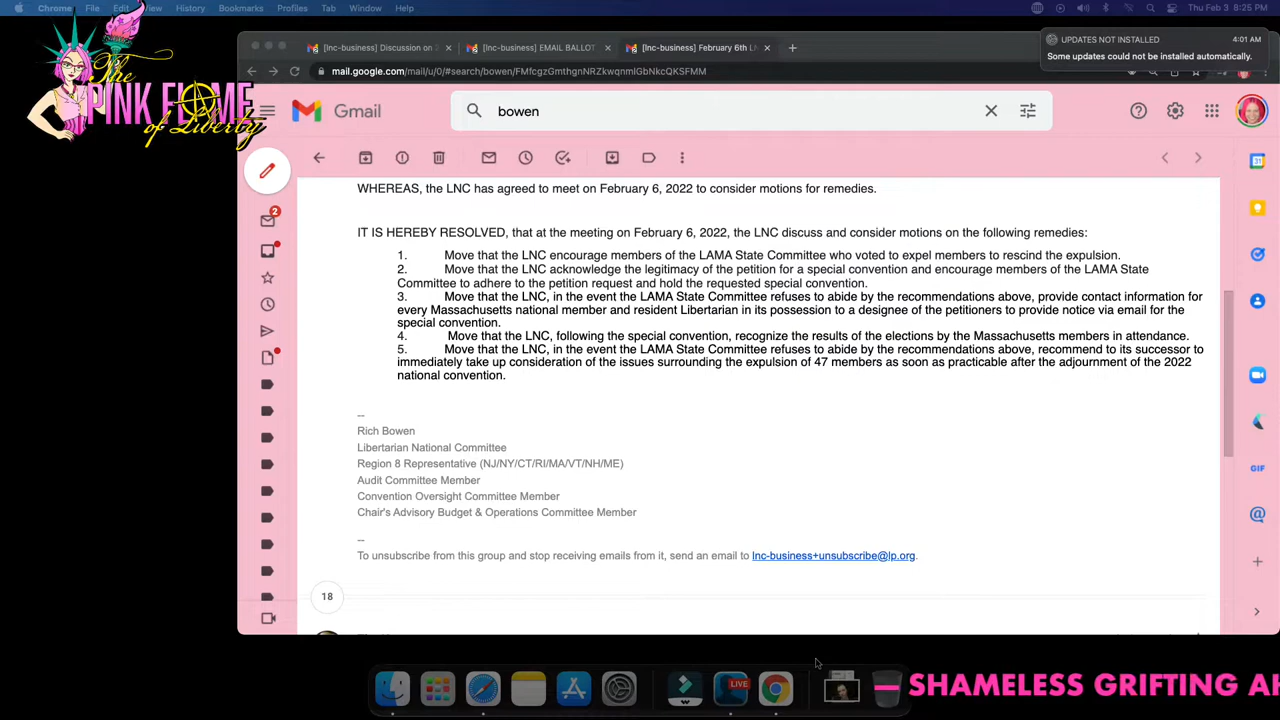 Chrome File Edit View History Bookmarks Profiles Tab Window Help
Thu Feb 3 8:25 PM
The
PINK FLAME
of Liberty
[lnc-business] Discussion on 2
[lnc-business] EMAIL BALLOT
[lnc-business] February 6th LN
UPDATES NOT INSTALLED 4:01 AM
Some updates could not be installed automatically.
mail.google.com/mail/u/0/#search/bowen/FMfcgzGmthgnNRZkwqnmlGbNkcQKSFMM
Gmail
bowen
WHEREAS, the LNC has agreed to meet on February 6, 2022 to consider motions for remedies.
IT IS HEREBY RESOLVED, that at the meeting on February 6, 2022, the LNC discuss and consider motions on the following remedies:
1. Move that the LNC encourage members of the LAMA State Committee who voted to expel members to rescind the expulsion.
2. Move that the LNC acknowledge the legitimacy of the petition for a special convention and encourage members of the LAMA State
Committee to adhere to the petition request and hold the requested special convention.
3. Move that the LNC, in the event the LAMA State Committee refuses to abide by the recommendations above, provide contact information for
every Massachusetts national member and resident Libertarian in its possession to a designee of the petitioners to provide notice via email for the
special convention.
4. Move that the LNC, following the special convention, recognize the results of the elections by the Massachusetts members in attendance.
5. Move that the LNC, in the event the LAMA State Committee refuses to abide by the recommendations above, recommend to its successor to
immediately take up consideration of the issues surrounding the expulsion of 47 members as soon as practicable after the adjournment of the 2022
national convention.
--
Rich Bowen
Libertarian National Committee
Region 8 Representative (NJ/NY/CT/RI/MA/VT/NH/ME)
Audit Committee Member
Convention Oversight Committee Member
Chair's Advisory Budget & Operations Committee Member
--
To unsubscribe from this group and stop receiving emails from it, send an email to lnc-business+unsubscribe@lp.org.
18
2
31
GIF
LIVE
— SHAMELESS GRIFTING AH